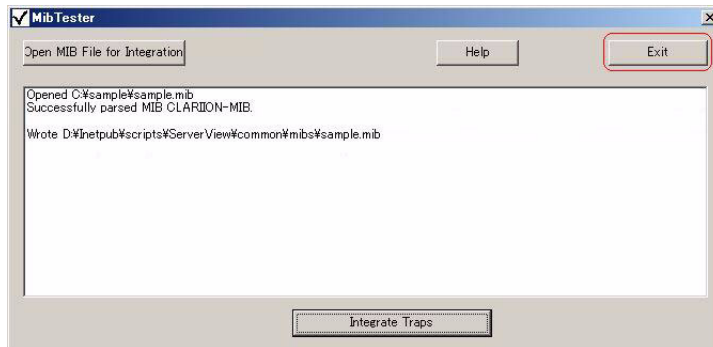 MibTester
Open MIB File for Integration
Help
Exit
Opened C:¥sample¥sample.mib
Successfully parsed MIB CLARIION-MIB.
Wrote D:¥Inetpub¥scripts¥ServerView¥common¥mibs¥sample.mib
Integrate Traps